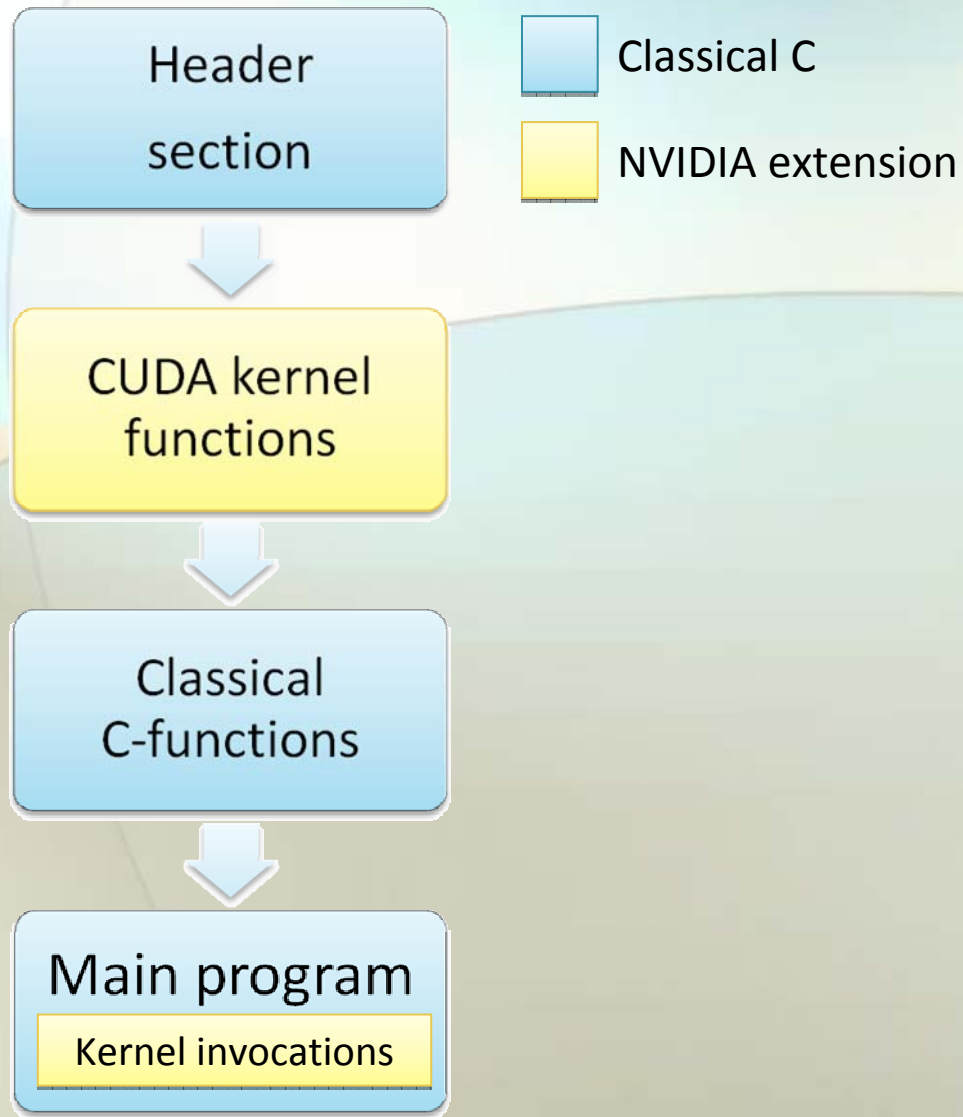 Header
section
Classical C
NVIDIA extension
CUDA kernel
functions
Classical
C-functions
Main program
Kernel invocations